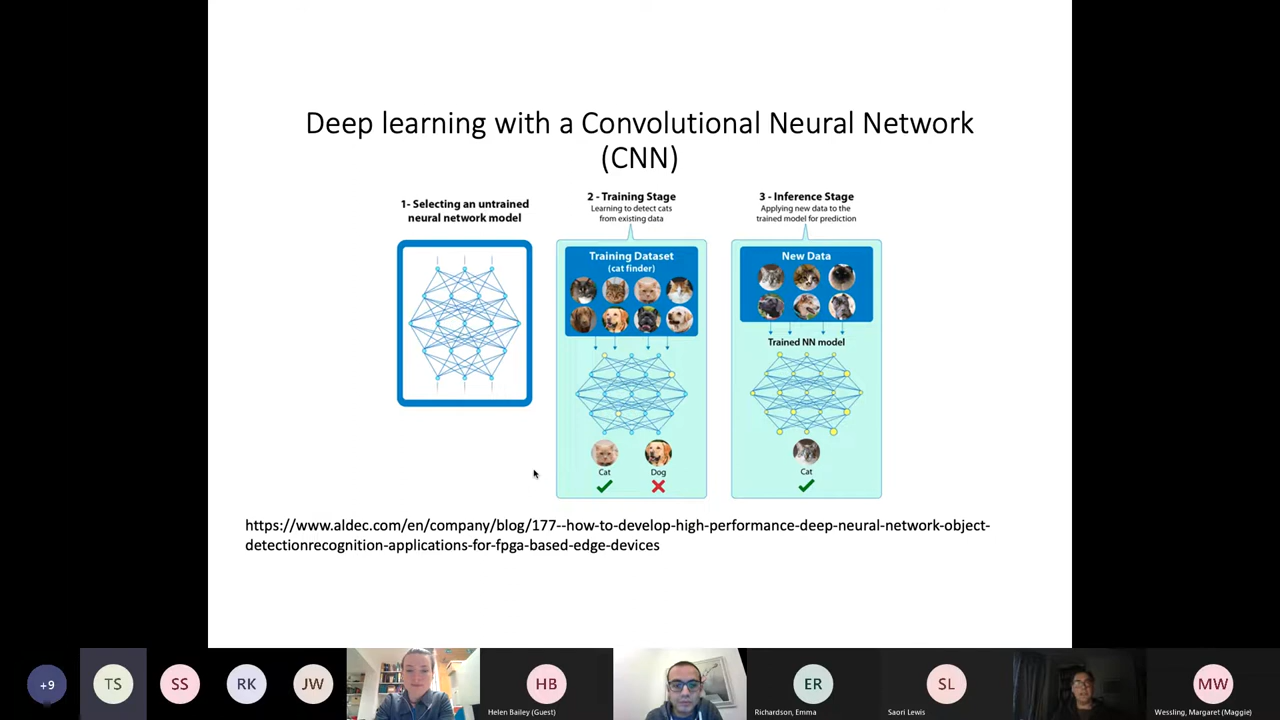 Deep learning with a Convolutional Neural Network
(CNN)
1- Selecting an untrained
neural network model
2 - Training Stage
Learning to detect cats
from existing data
Training Dataset
(cat finder)
Cat
Dog
3 - Inference Stage
Applying new data to the
trained model for prediction
New Data
Trained NN model
Cat
https://www.aldec.com/en/company/blog/177--how-to-develop-high-performance-deep-neural-network-object-
detectionrecognition-applications-for-fpga-based-edge-devices
+9
TS
SS
RK
JW
HB
Helen Bailey (Guest)
ER
Richardson, Emma
SL
Saori Lewis
MW
Wessling, Margaret (Maggie)